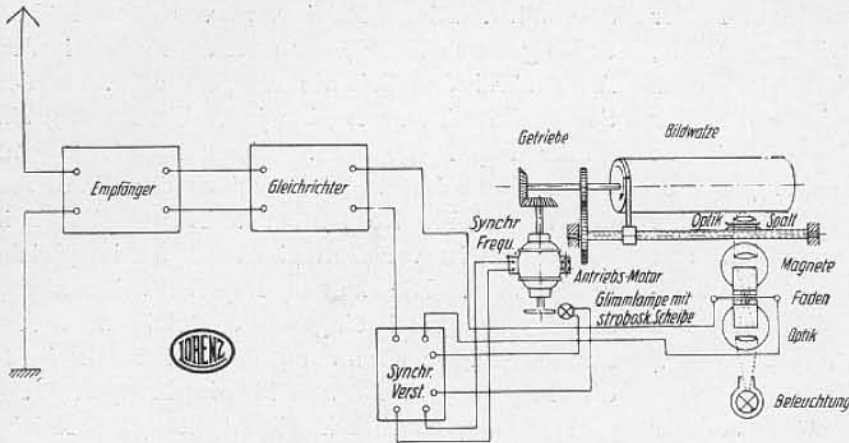 Empfänger
Gleichrichter
Getriebe
Bildwalze
Synchr.
Frequ.
Antriebs-Motor
Glimmlampe mit
strobosk. Scheibe
Optik
Spalt
Magnete
Faden
Optik
Beleuchtung
Synchr.
Verst.
LORENZ